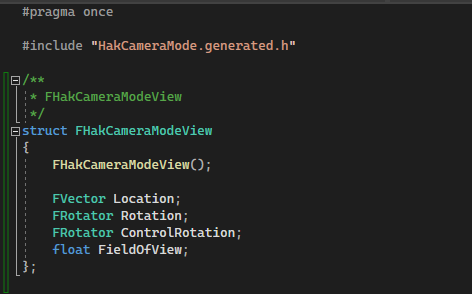 #pragma once
#include "HakCameraMode.generated.h"
/**
* FHakCameraModeView
*/
struct FHakCameraModeView
{
FHakCameraModeView();
FVector Location;
FRotator Rotation;
FRotator ControlRotation;
float FieldOfView;
};